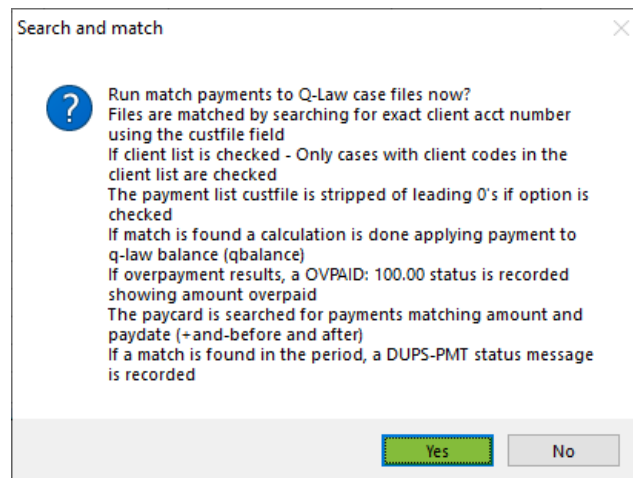 Search and match
Run match payments to Q-Law case files now?
Files are matched by searching for exact client acct number
using the custfile field
If client list is checked - Only cases with client codes in the
client list are checked
The payment list custfile is stripped of leading 0's if option is
checked
If match is found a calculation is done applying payment to
q-law balance (qbalance)
If overpayment results, a OVPAID: 100.00 status is recorded
showing amount overpaid
The paycard is searched for payments matching amount and
paydate (+and-before and after)
If a match is found in the period, a DUPS-PMT status message
is recorded
Yes
No